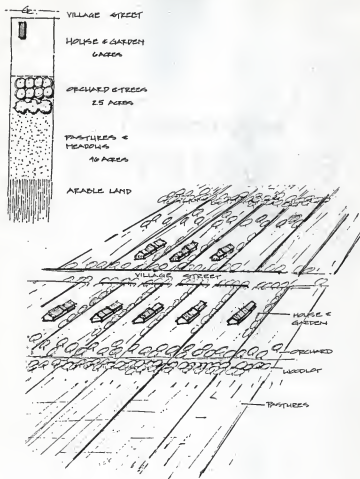 VILLAGE STREET
HOUSE & GARDEN
6 ACRES
ORCHARD & TREES
25 ACRES
PASTURES &
MEADOWS
ACRES
ARABLE LAND
VILLAGE STREET
HOUSE &
GARDEN
ORCHARD
WOODLOT
PASTURES